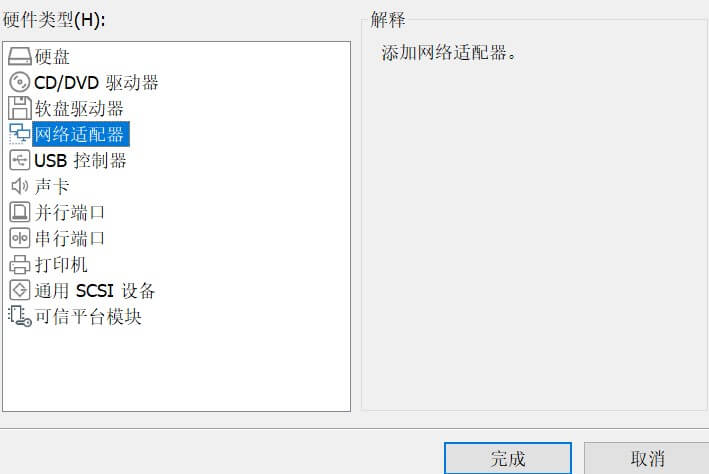 硬件类型(H):
硬盘
CD/DVD 驱动器
软盘驱动器
网络适配器
USB 控制器
声卡
并行端口
串行端口
打印机
通用 SCSI 设备
可信平台模块
解释
添加网络适配器。
完成
取消